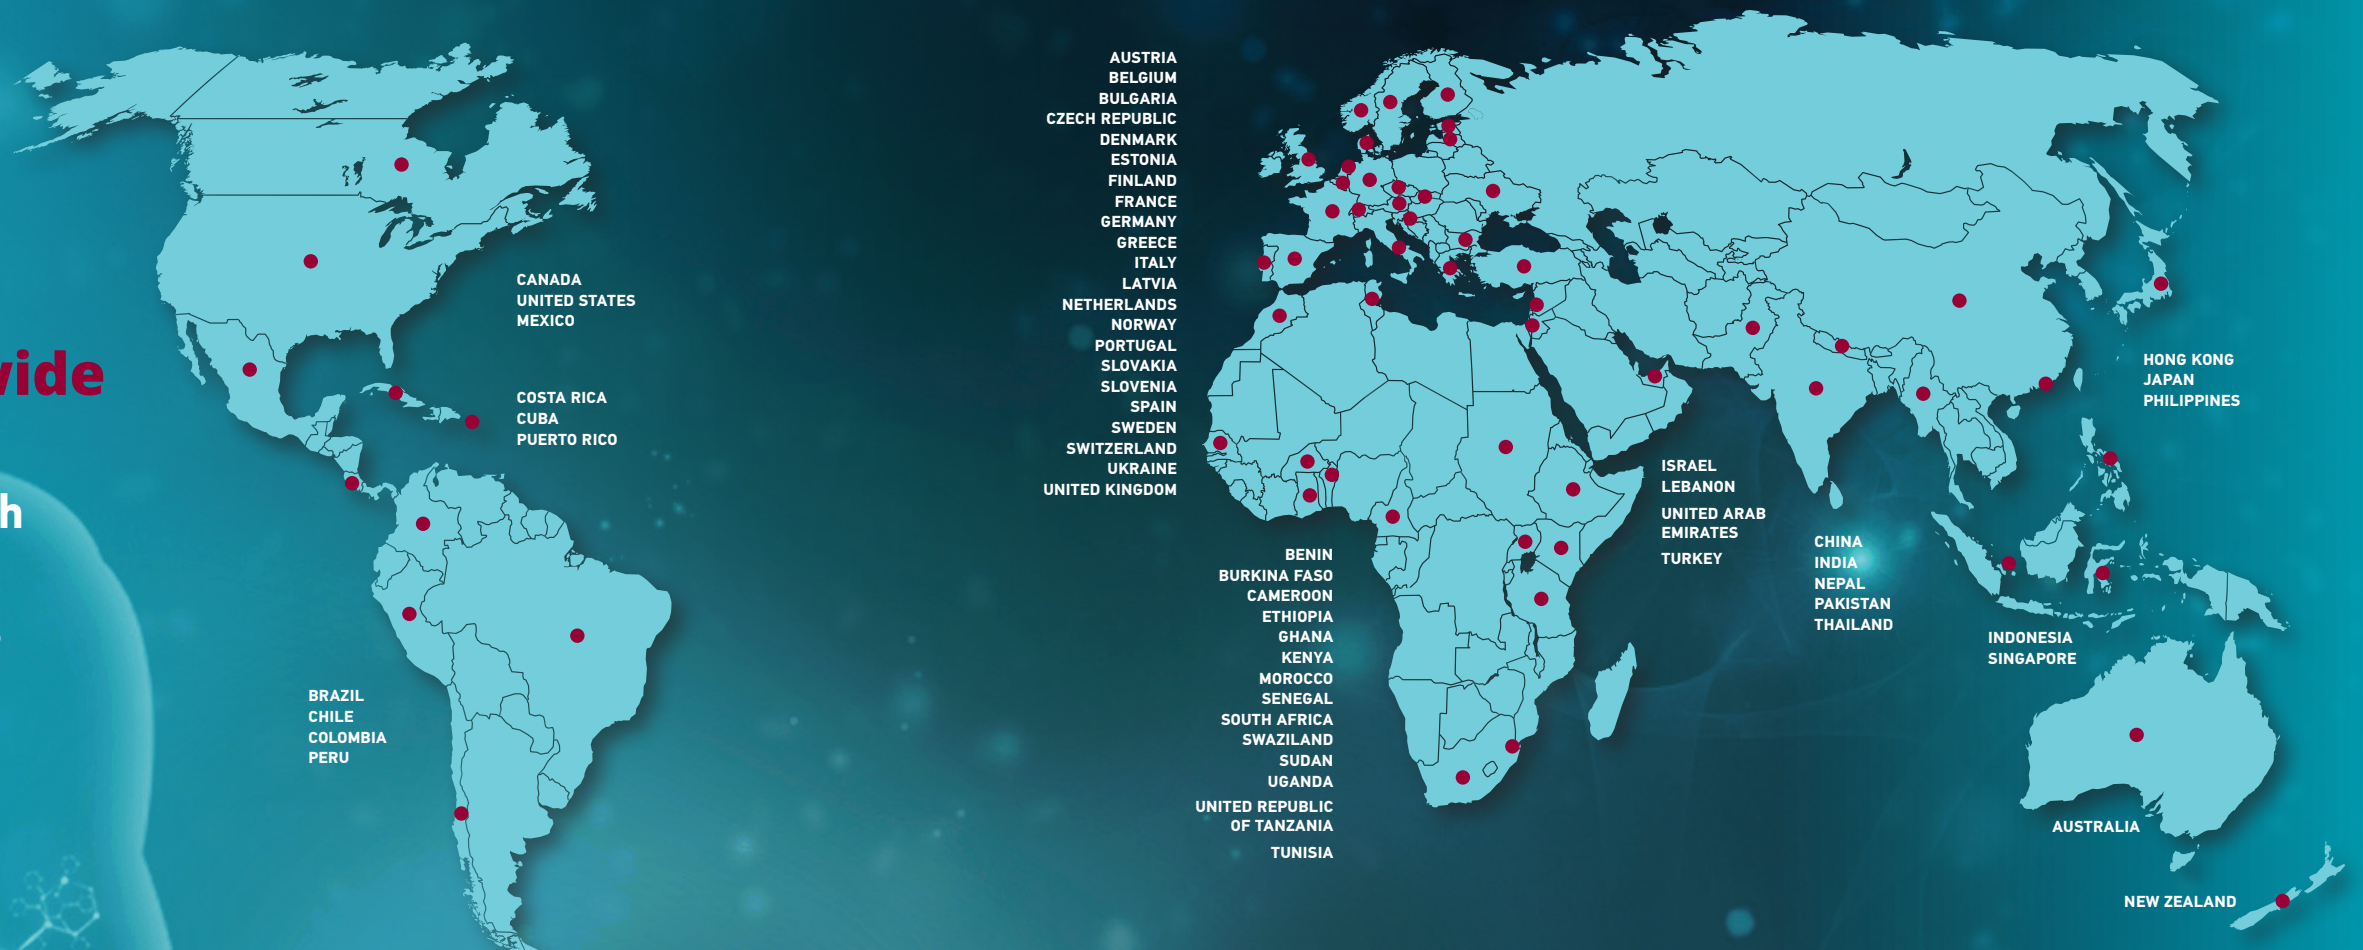 wide
h
CANADA
UNITED STATES
MEXICO
COSTA RICA
CUBA
PUERTO RICO
BRAZIL
CHILE
COLOMBIA
PERU
AUSTRIA
BELGIUM
BULGARIA
CZECH REPUBLIC
DENMARK
ESTONIA
FINLAND
FRANCE
GERMANY
GREECE
ITALY
LATVIA
NETHERLANDS
NORWAY
PORTUGAL
SLOVAKIA
SLOVENIA
SPAIN
SWEDEN
SWITZERLAND
UKRAINE
UNITED KINGDOM
BENIN
BURKINA FASO
CAMEROON
ETHIOPIA
GHANA
KENYA
MOROCCO
SENEGAL
SOUTH AFRICA
SWAZILAND
SUDAN
UGANDA
UNITED REPUBLIC
OF TANZANIA
TUNISIA
ISRAEL
LEBANON
UNITED ARAB
EMIRATES
TURKEY
CHINA
INDIA
NEPAL
PAKISTAN
THAILAND
HONG KONG
JAPAN
PHILIPPINES
INDONESIA
SINGAPORE
AUSTRALIA
NEW ZEALAND